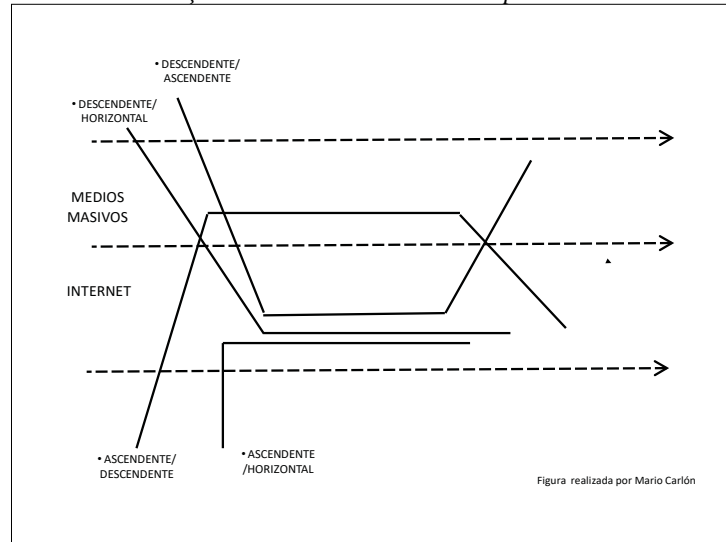 • DESCENDENTE/
ASCENDENTE
• DESCENDENTE/
HORIZONTAL
MEDIOS
MASIVOS
INTERNET
• ASCENDENTE/
DESCENDENTE
• ASCENDENTE
/HORIZONTAL
Figura realizada por Mario Carlón